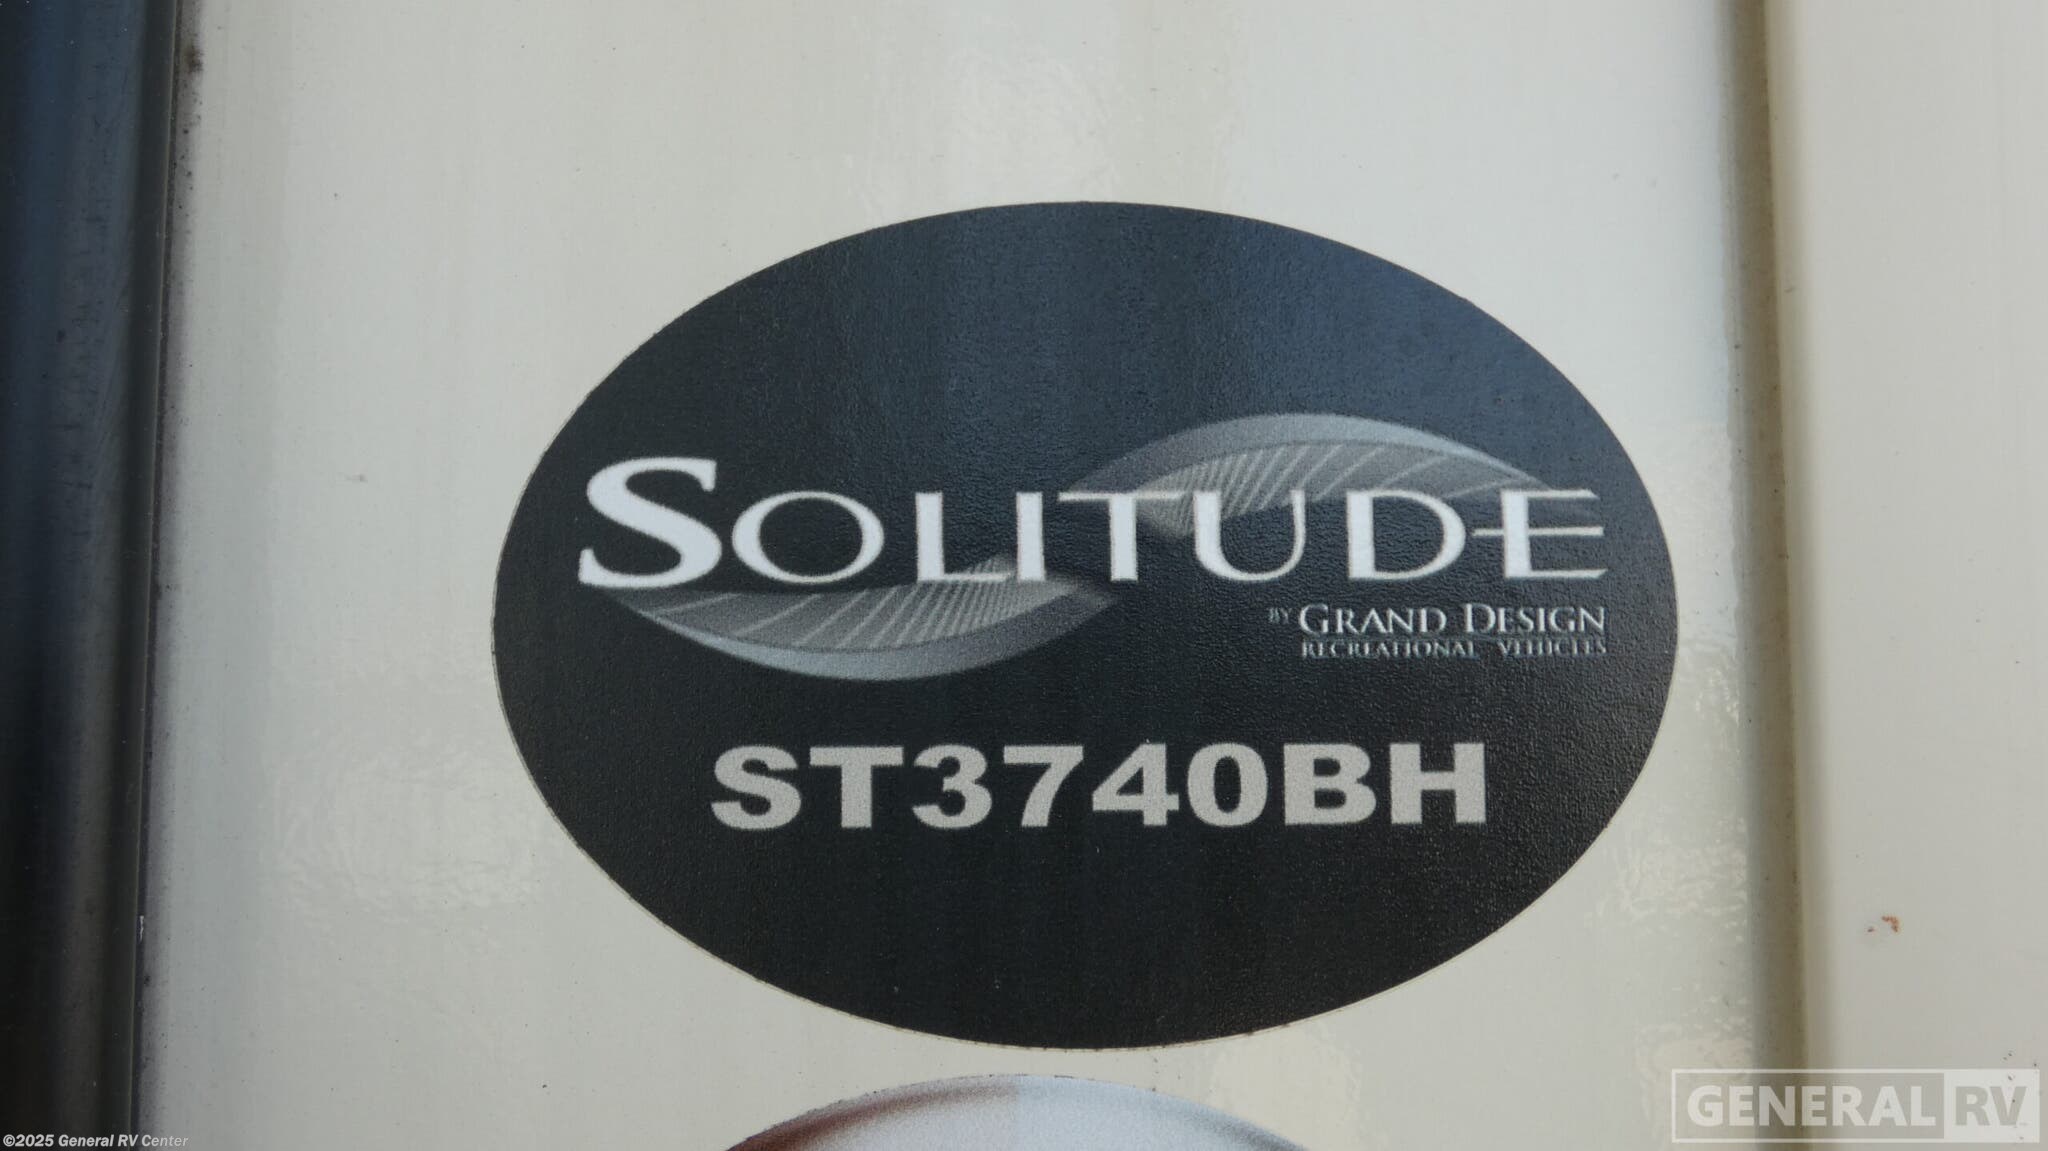 SOLITUDE
BY GRAND DESIGN
RECREATIONAL VEHICLES
ST3740BH
GENERAL RV
©2025 General RV Center